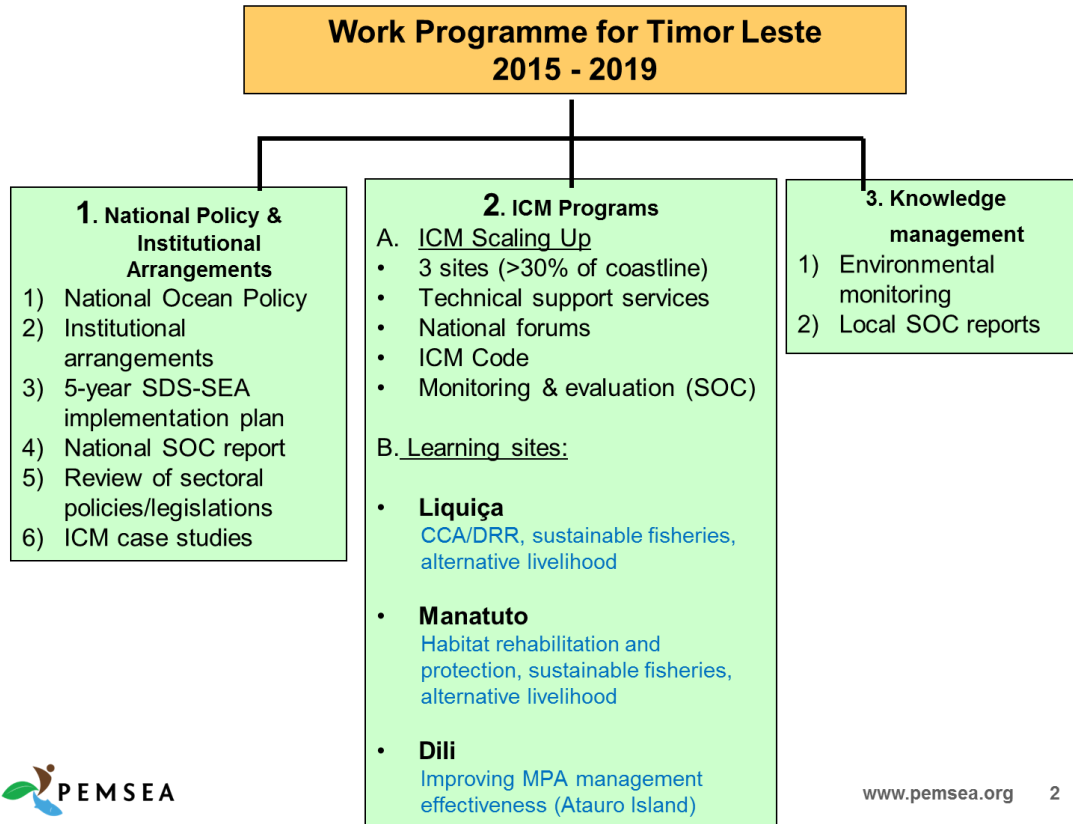 Work Programme for Timor Leste
2015 - 2019
1. National Policy &
Institutional
Arrangements
1) National Ocean Policy
2) Institutional
arrangements
3) 5-year SDS-SEA
implementation plan
4) National SOC report
5) Review of sectoral
policies/legislations
6) ICM case studies
2. ICM Programs
A. ICM Scaling Up
• 3 sites (>30% of coastline)
• Technical support services
• National forums
• ICM Code
• Monitoring & evaluation (SOC)
B. Learning sites:
• Liquiça
CCA/DRR, sustainable fisheries,
alternative livelihood
• Manatuto
Habitat rehabilitation and
protection, sustainable fisheries,
alternative livelihood
• Dili
Improving MPA management
effectiveness (Atauro Island)
3. Knowledge
management
1) Environmental
monitoring
2) Local SOC reports
PEMSEA
www.pemsea.org 2